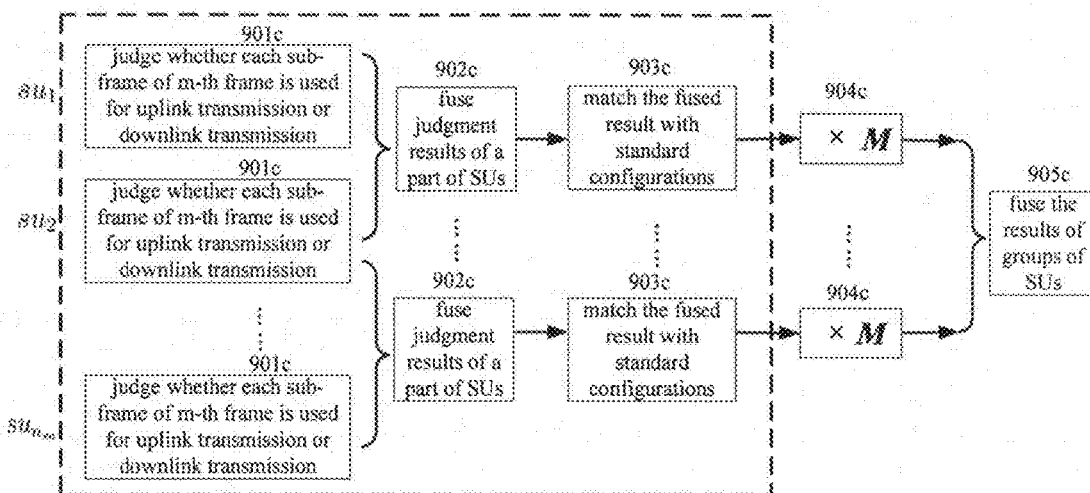 su₁
901c
judge whether each sub-
frame of m-th frame is used
for uplink transmission or
downlink transmission
su₂
901c
judge whether each sub-
frame of m-th frame is used
for uplink transmission or
downlink transmission
901c
judge whether each sub-
frame of m-th frame is used
for uplink transmission or
downlink transmission
902c
fuse
judgment
results of a
part of SUs
902c
fuse
judgment
results of a
part of SUs
903c
match the fused
result with
standard
configurations
903c
match the fused
result with
standard
configurations
904c
× M
904c
× M
905c
fuse the
results of
groups of
SUs